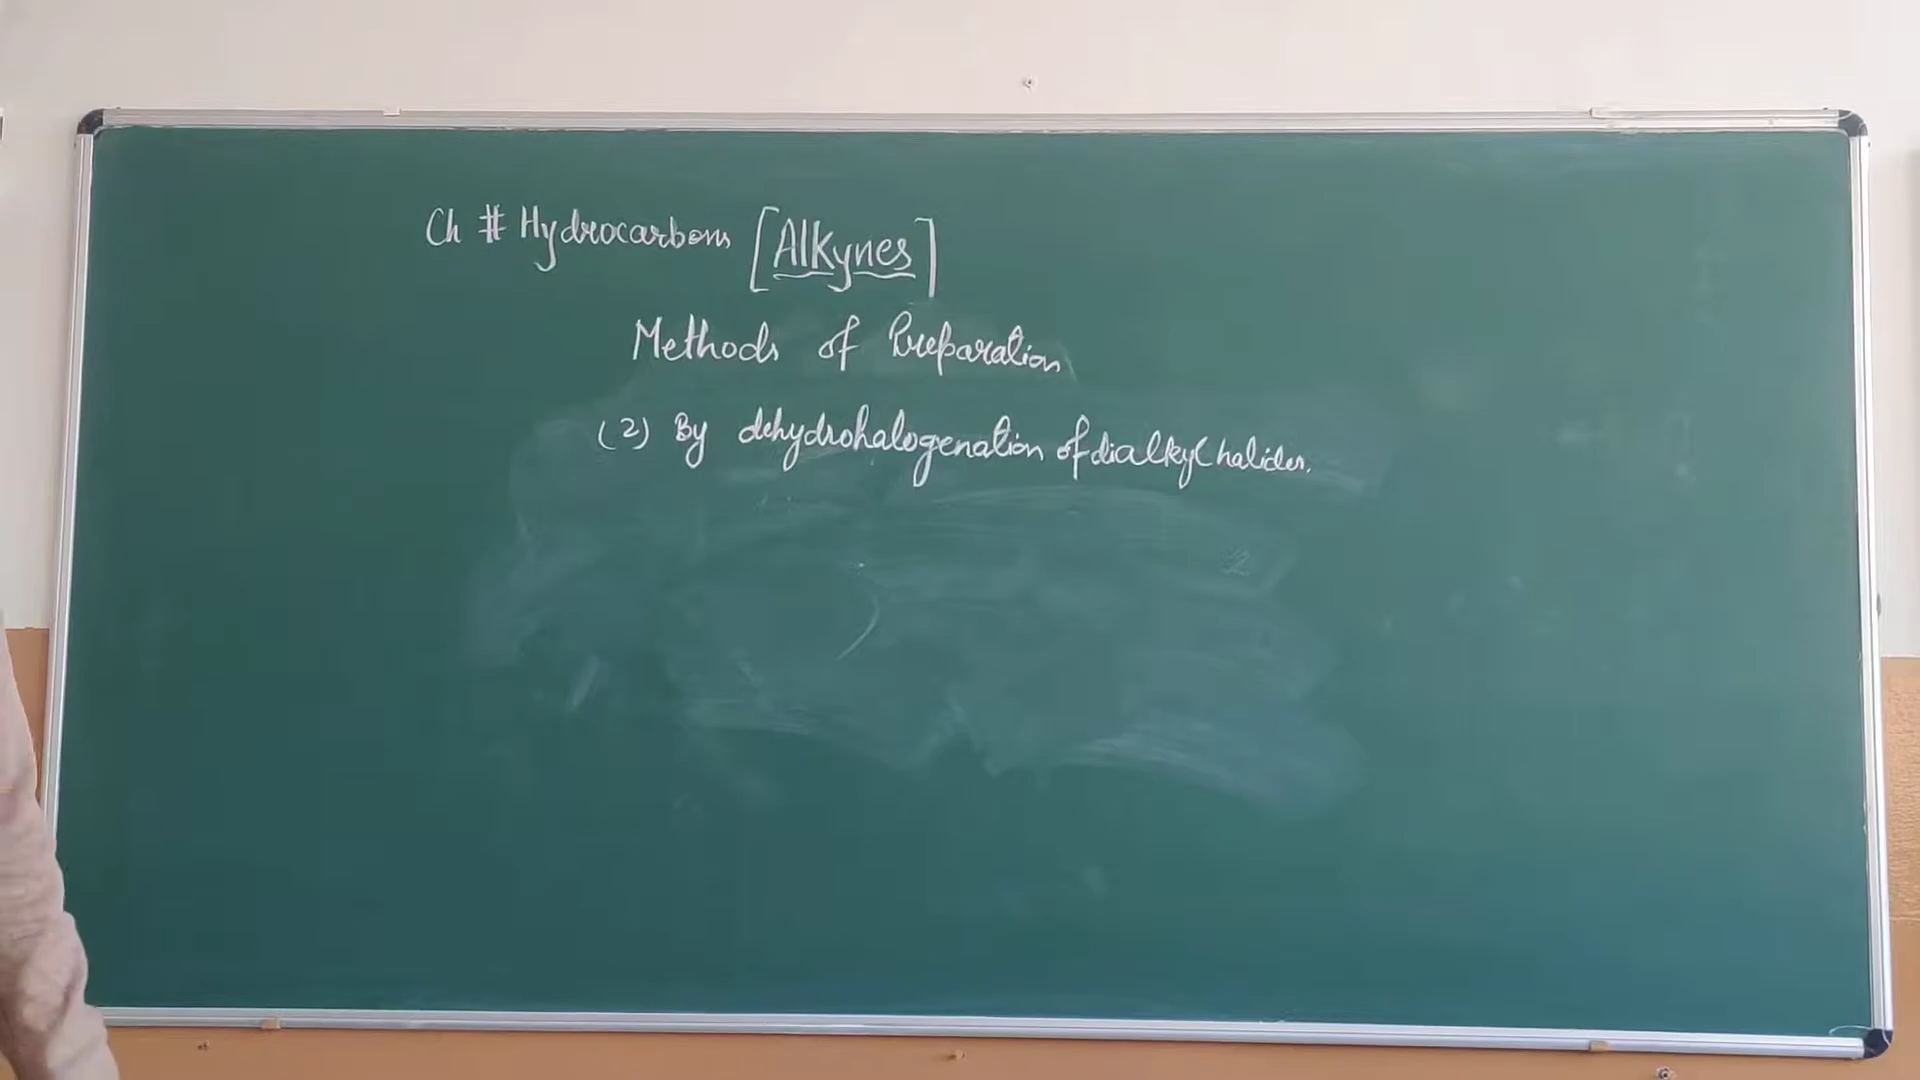 Ch # Hydrocarbons [Alkynes]
Methods of Preparation
(2) By dehydrohalogenation of dialkyl halides.